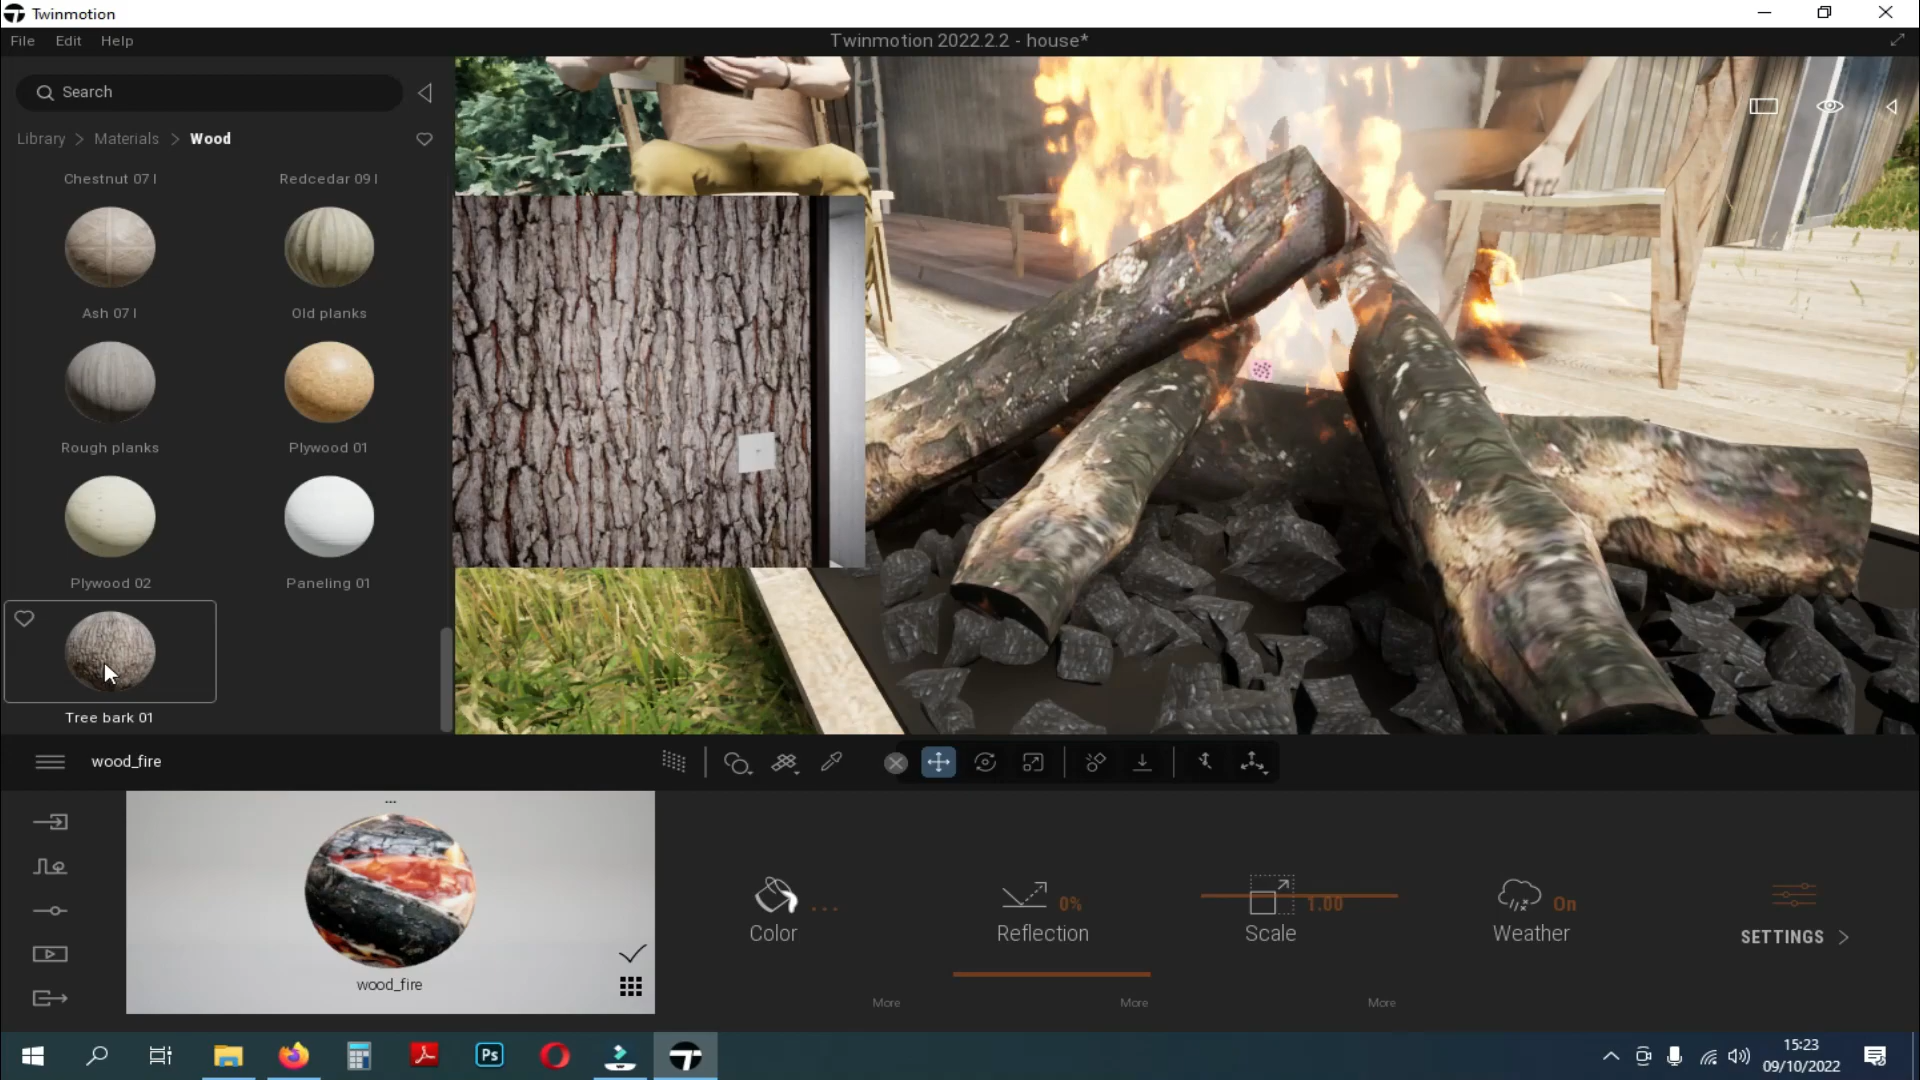 Twinmotion
File Edit Help
Twinmotion 2022.2.2 - house*
Search
Library > Materials > Wood
Chestnut 07 I
Redcedar 09 I
Ash 07 I
Old planks
Rough planks
Plywood 01
Plywood 02
Paneling 01
Tree bark 01
wood_fire
...
wood_fire
Color
...
More
0%
Reflection
More
1.00
Scale
More
On
Weather
SETTINGS >
Ps
15:23
09/10/2022